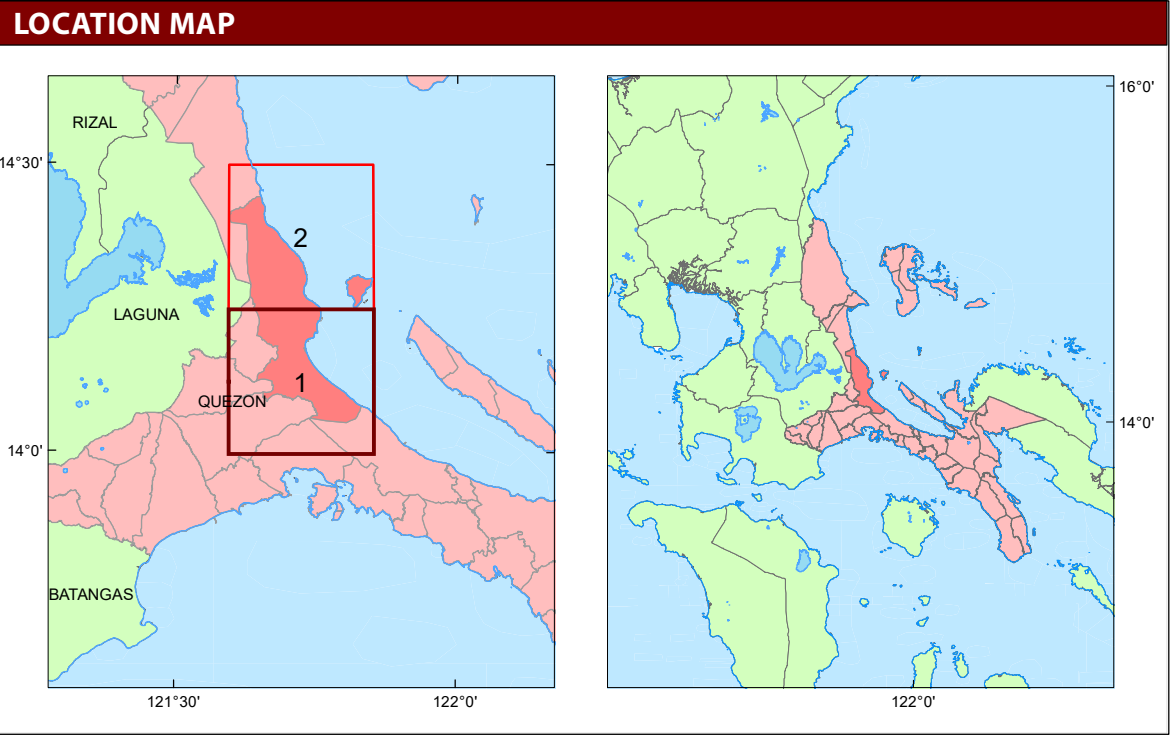 LOCATION MAP
RIZAL
14°30'
2
LAGUNA
1
QUEZON
14°0'
BATANGAS
121°30'
122°0'
16°0'
14°0'
122°0'